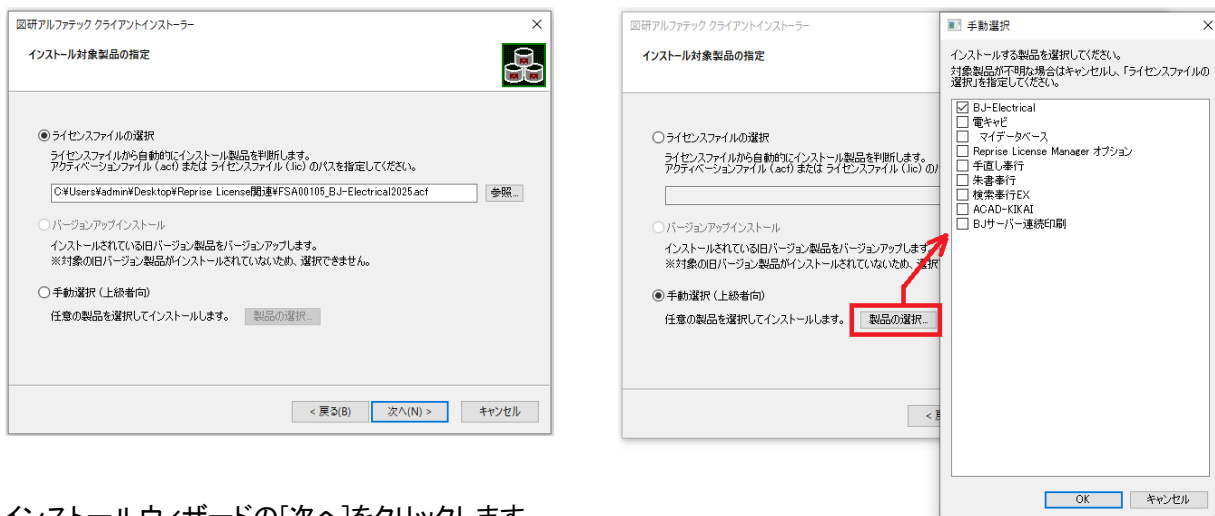 図研アルファテック クライアントインストーラー
インストール対象製品の指定
ライセンスファイルの選択
ライセンスファイルから自動的にインストール製品を判断します。
アクティベーションファイル (.acf) または ライセンスファイル (.lic) のパスを指定してください。
C:¥Users¥admin¥Desktop¥Reprise License関連¥FSA00105_BJ-Electrical2025.acf
参照...
バージョンアップインストール
インストールされている旧バージョン製品をバージョンアップします。
※対象の旧バージョン製品がインストールされていないため、選択できません。
手動選択 (上級者向)
任意の製品を選択してインストールします。 製品の選択...
< 戻る(B) 次へ(N) > キャンセル
図研アルファテック クライアントインストーラー
インストール対象製品の指定
ライセンスファイルの選択
ライセンスファイルから自動的にインストール製品を判断します。
アクティベーションファイル (.acf) または ライセンスファイル (.lic) の
バージョンアップインストール
インストールされている旧バージョン製品をバージョンアップします。
※対象の旧バージョン製品がインストールされていないため、選択
手動選択 (上級者向)
任意の製品を選択してインストールします。 製品の選択...
<
手動選択
インストールする製品を選択してください。
対象製品が不明な場合はキャンセルし、「ライセンスファイルの
選択」を指定してください。
BJ-Electrical
電キャビ
マイデータベース
Reprise License Manager オプション
手直し奉行
朱書奉行
検索奉行EX
ACAD-KIKAI
BJサーバー連続印刷
OK キャンセル
インストールウィザードの[次へ]をクリックします